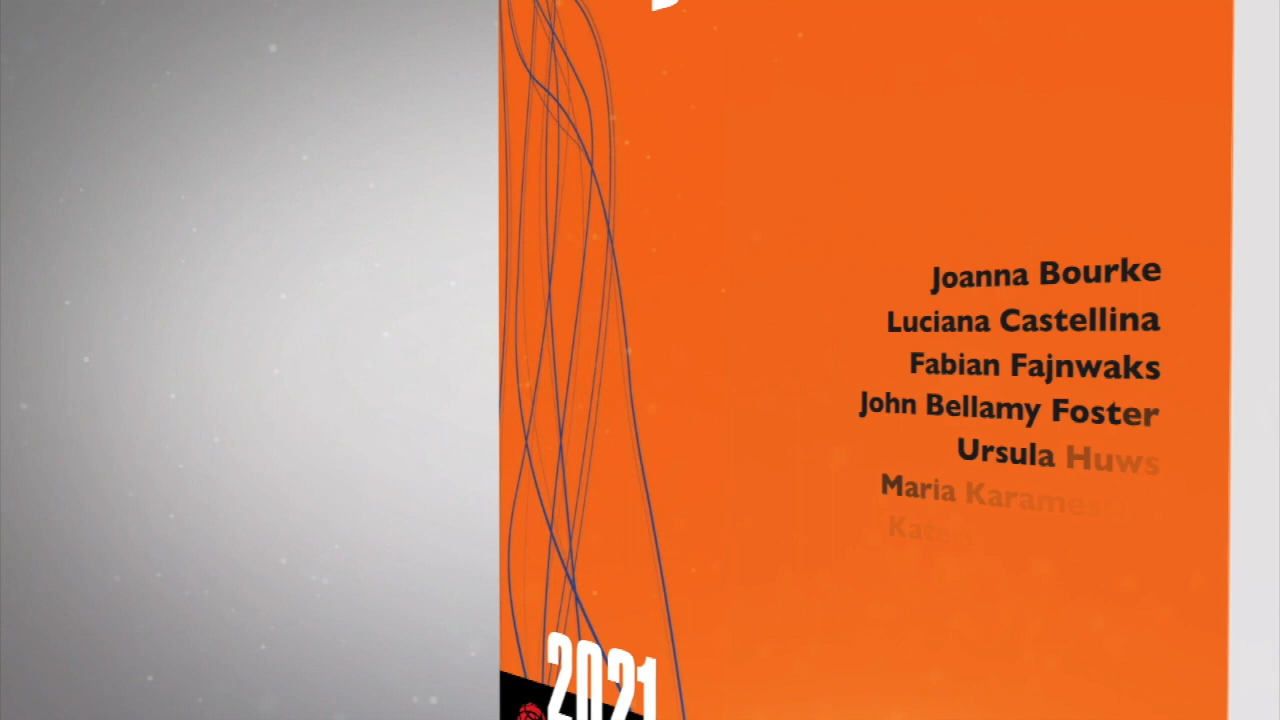 Joanna Bourke
Luciana Castellina
Fabian Fajnwaks
John Bellamy Foster
Ursula Huws
Maria
2021